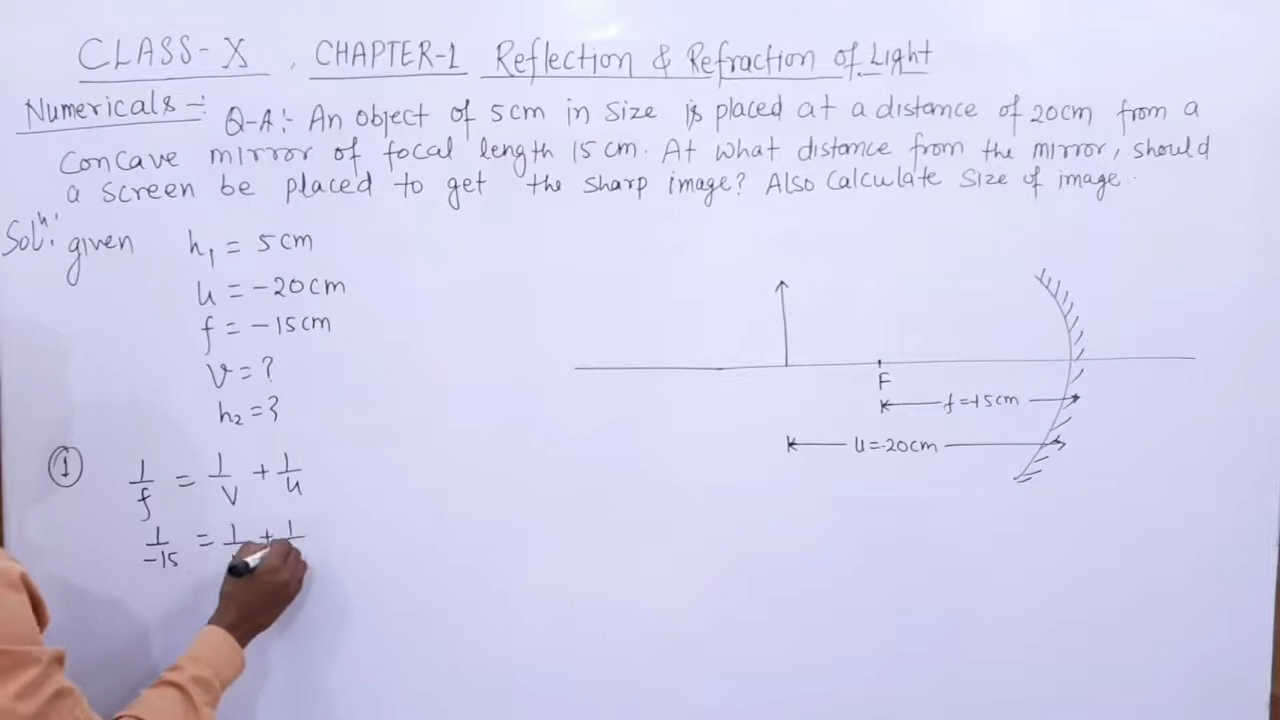 CLASS-X, CHAPTER-1 Reflection & Refraction of Light
Numericals :- Q-A:- An object of 5cm in size is placed at a distance of 20cm from a
concave mirror of focal length 15 cm. At what distance from the mirror, should
a screen be placed to get the sharp image? Also Calculate size of image.
Solⁿ: given h₁ = 5cm
u = -20cm
f = -15cm
v = ?
h₂ = ?
F
f=-15cm
u=-20cm
① 1/f = 1/v + 1/u
1/-15 = 1/ + 1/